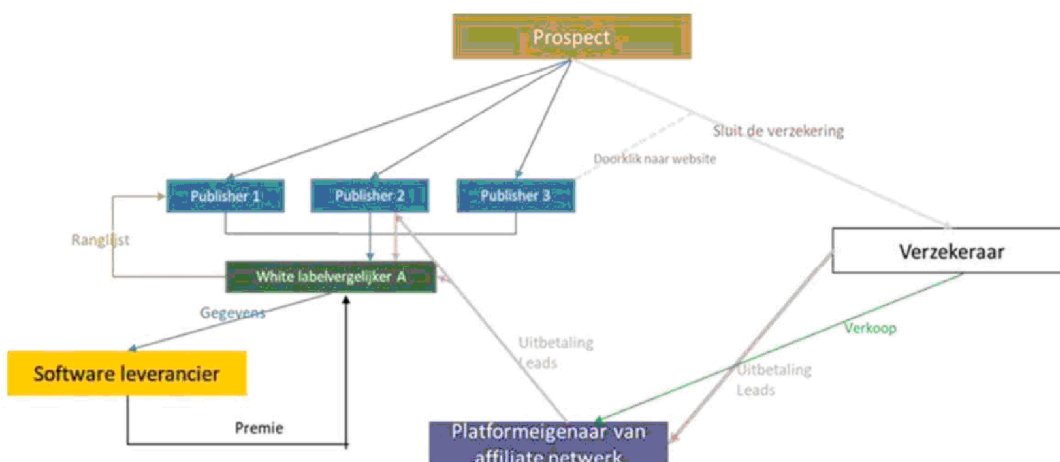 Prospect
Sluit de verzekering
Doorklik naar website
Publisher 1
Publisher 2
Publisher 3
Ranglijst
Verzekeraar
White labelvergelijker A
Gegevens
Verkoop
Uitbetaling
Leads
Software leverancier
Uitbetaling
Leads
Premie
Platformeigenaar van
affiliate netwerk